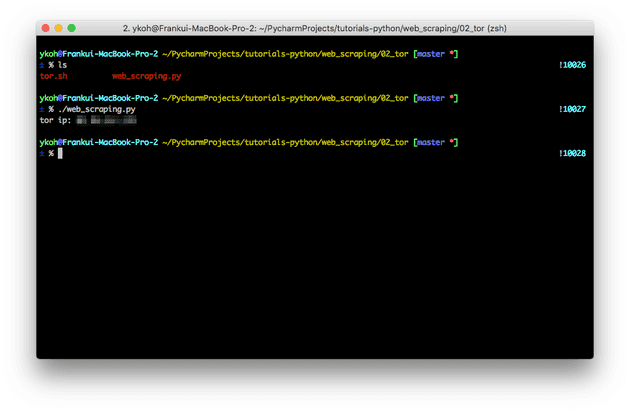 2. ykoh@Frankui-MacBook-Pro-2: ~/PycharmProjects/tutorials-python/web_scraping/02_tor (zsh)
ykoh@Frankui-MacBook-Pro-2 ~/PycharmProjects/tutorials-python/web_scraping/02_tor [master *]
± % ls !10026
tor.sh web_scraping.py
ykoh@Frankui-MacBook-Pro-2 ~/PycharmProjects/tutorials-python/web_scraping/02_tor [master *]
± % ./web_scraping.py !10027
tor ip:
ykoh@Frankui-MacBook-Pro-2 ~/PycharmProjects/tutorials-python/web_scraping/02_tor [master *]
± % !10028